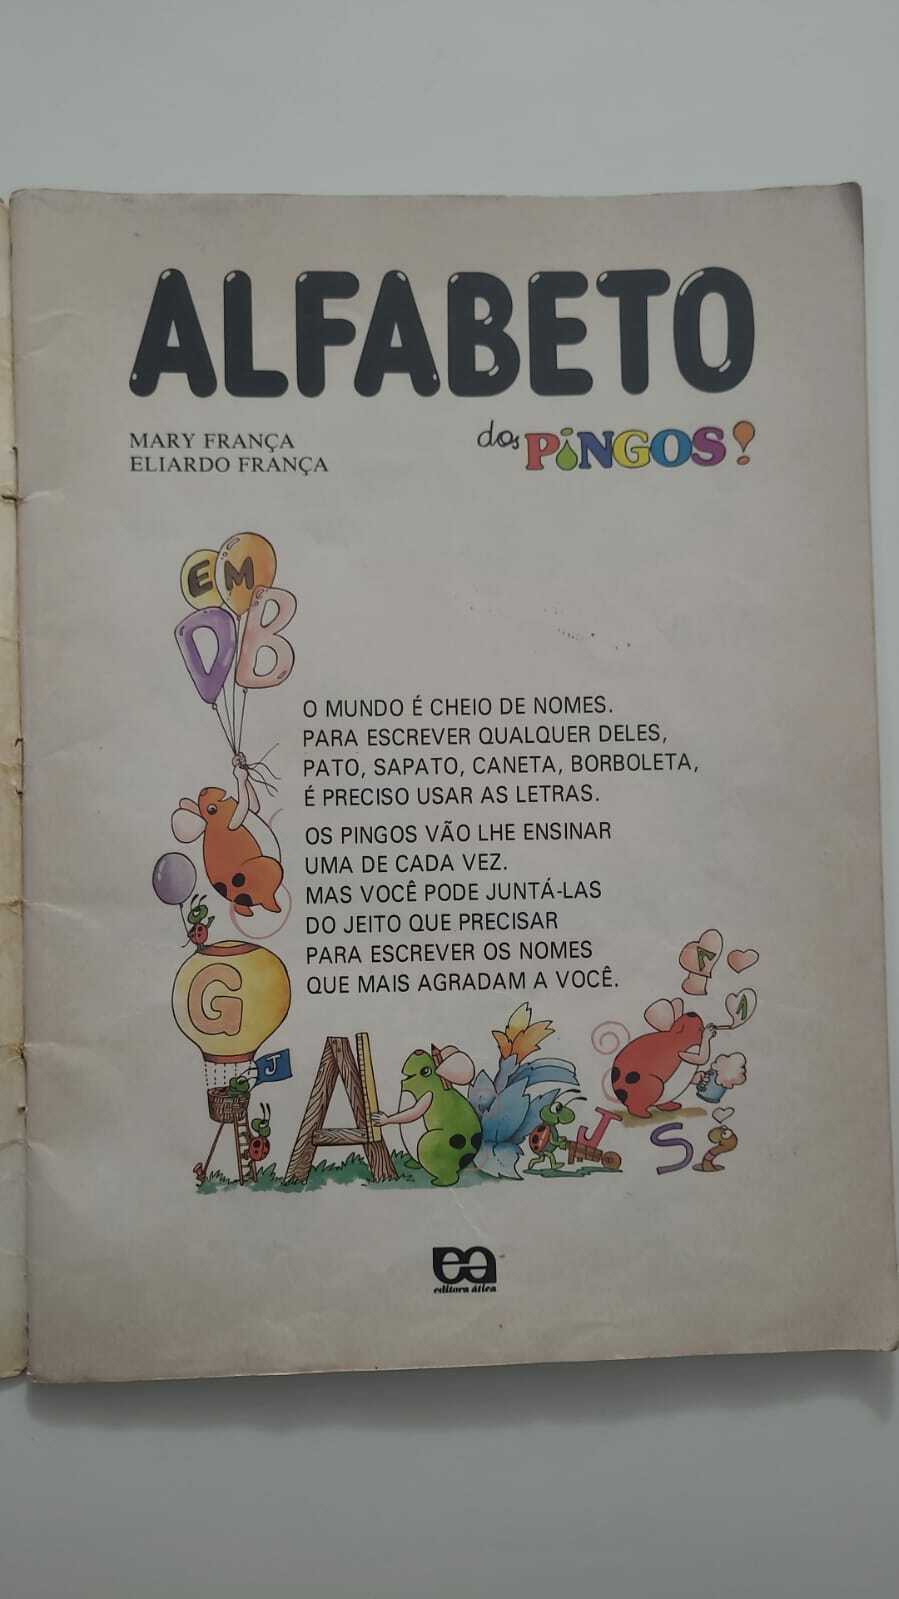 ALFABETO
MARY FRANÇA
ELIARDO FRANÇA
dos PINGOS!
E M
D B
O MUNDO É CHEIO DE NOMES.
PARA ESCREVER QUALQUER DELES,
PATO, SAPATO, CANETA, BORBOLETA,
É PRECISO USAR AS LETRAS.
OS PINGOS VÃO LHE ENSINAR
UMA DE CADA VEZ.
MAS VOCÊ PODE JUNTÁ-LAS
DO JEITO QUE PRECISAR
PARA ESCREVER OS NOMES
QUE MAIS AGRADAM A VOCÊ.
G
J
A
J
S
ea
editora ática